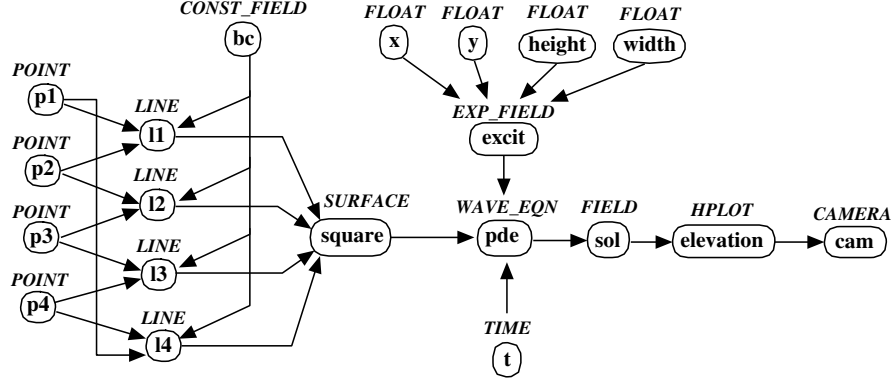 CONST_FIELD
bc
FLOAT
x
FLOAT
y
FLOAT
height
FLOAT
width
POINT
p1
LINE
l1
EXP_FIELD
excit
POINT
p2
LINE
l2
POINT
p3
SURFACE
square
WAVE_EQN
pde
FIELD
sol
HPLOT
elevation
CAMERA
cam
LINE
l3
POINT
p4
LINE
l4
TIME
t